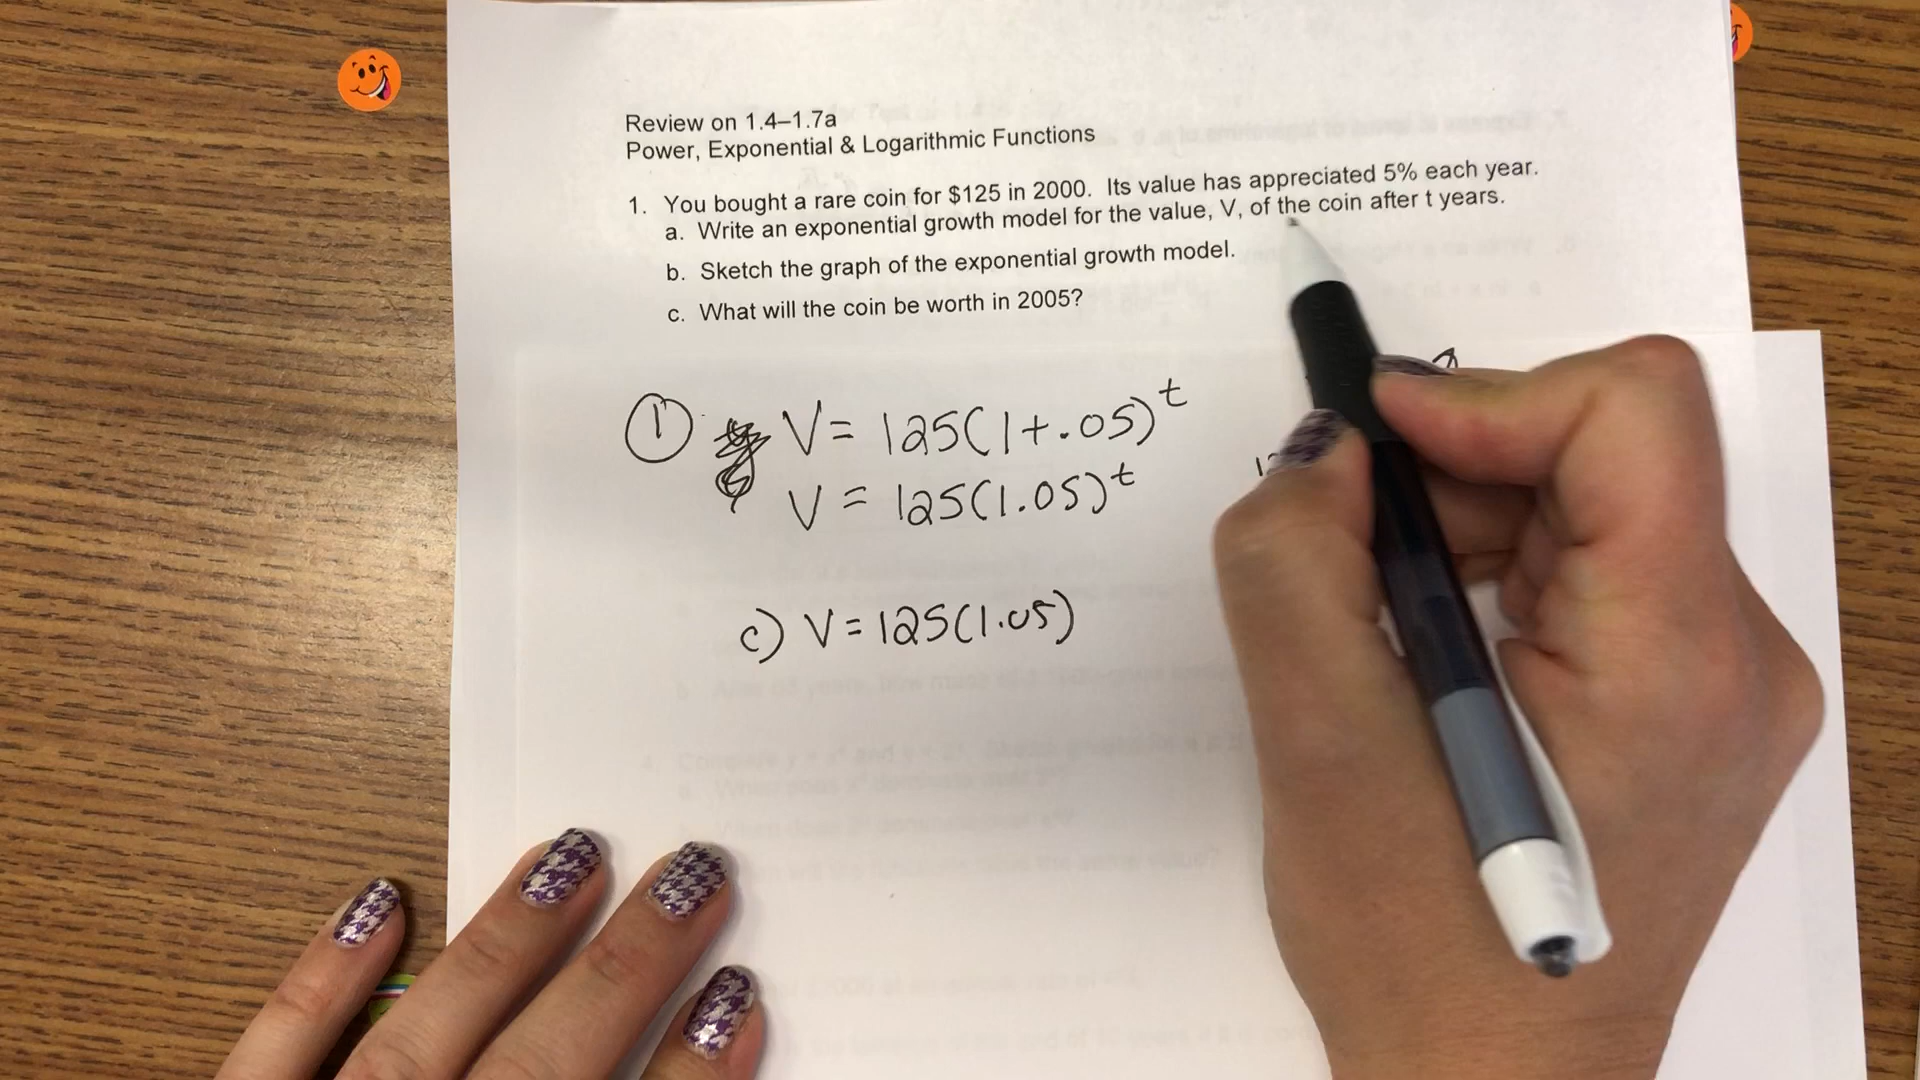 Review on 1.4–1.7a
Power, Exponential & Logarithmic Functions
1. You bought a rare coin for $125 in 2000. Its value has appreciated 5% each year.
a. Write an exponential growth model for the value, V, of the coin after t years.
b. Sketch the graph of the exponential growth model.
c. What will the coin be worth in 2005?
1 V = 125(1+.05)^t
V = 125(1.05)^t
c) V = 125(1.05)